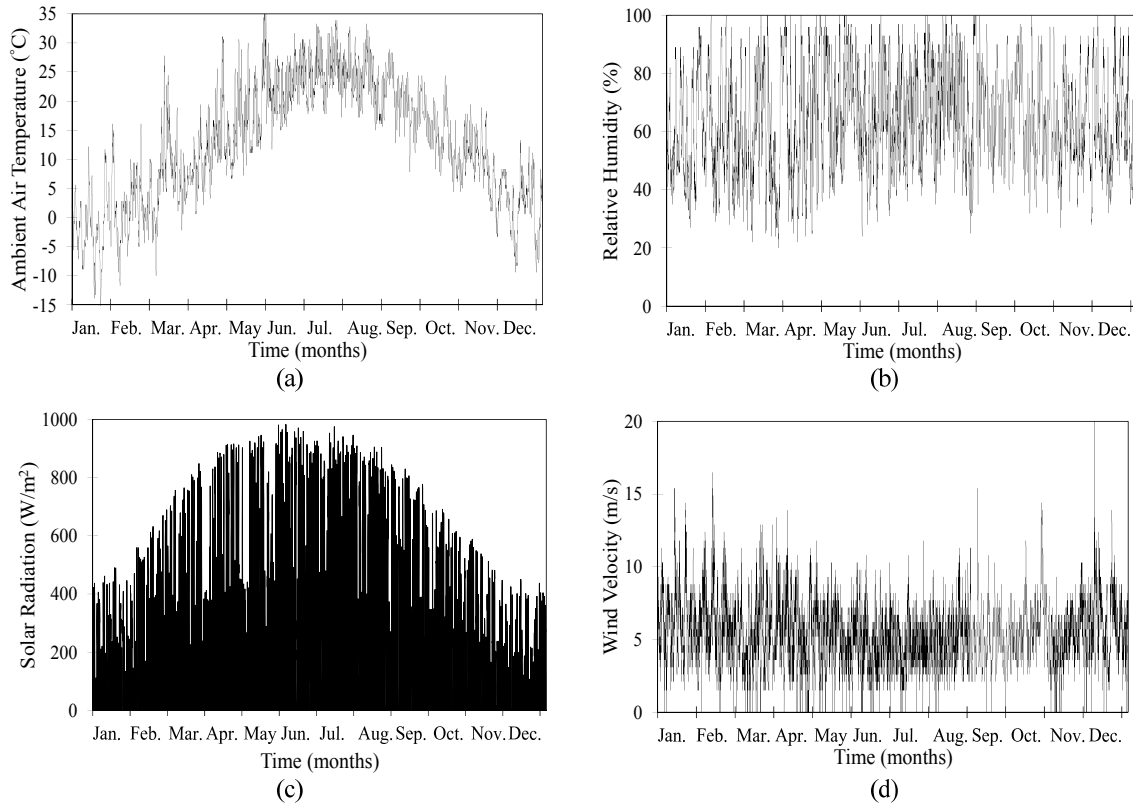 35
30
25
20
15
10
5
0
-5
-10
-15
Ambient Air Temperature (°C)
Jan. Feb. Mar. Apr. May Jun. Jul. Aug. Sep. Oct. Nov. Dec.
Time (months)
(a)
100
80
60
40
20
0
Relative Humidity (%)
Jan. Feb. Mar. Apr. May Jun. Jul. Aug. Sep. Oct. Nov. Dec.
Time (months)
(b)
1000
800
600
400
200
0
Solar Radiation (W/m²)
Jan. Feb. Mar. Apr. May Jun. Jul. Aug. Sep. Oct. Nov. Dec.
Time (months)
(c)
20
15
10
5
0
Wind Velocity (m/s)
Jan. Feb. Mar. Apr. May Jun. Jul. Aug. Sep. Oct. Nov. Dec.
Time (months)
(d)